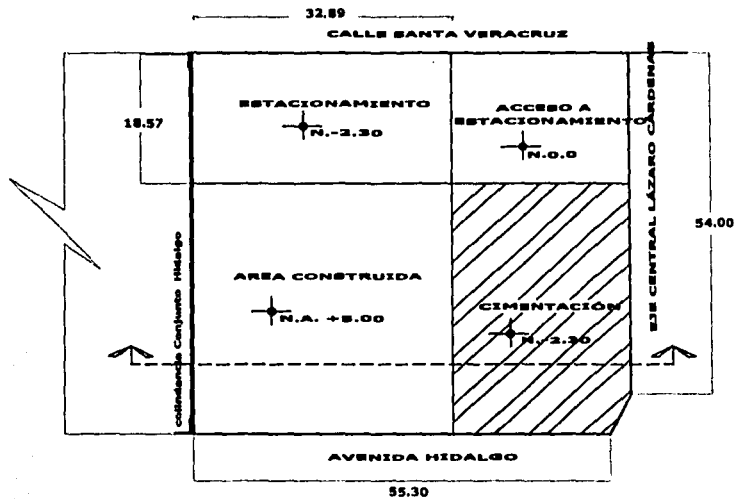 32.89
CALLE SANTA VERACRUZ
ESTACIONAMIENTO
N.-2.30
18.57
ACCESO A
ESTACIONAMIENTO
N.0.0
EJE CENTRAL LÁZARO CÁRDENAS
54.00
colindancia Conjunto Hidalgo
AREA CONSTRUIDA
N.A. +5.00
CIMENTACIÓN
N.-2.30
AVENIDA HIDALGO
55.30